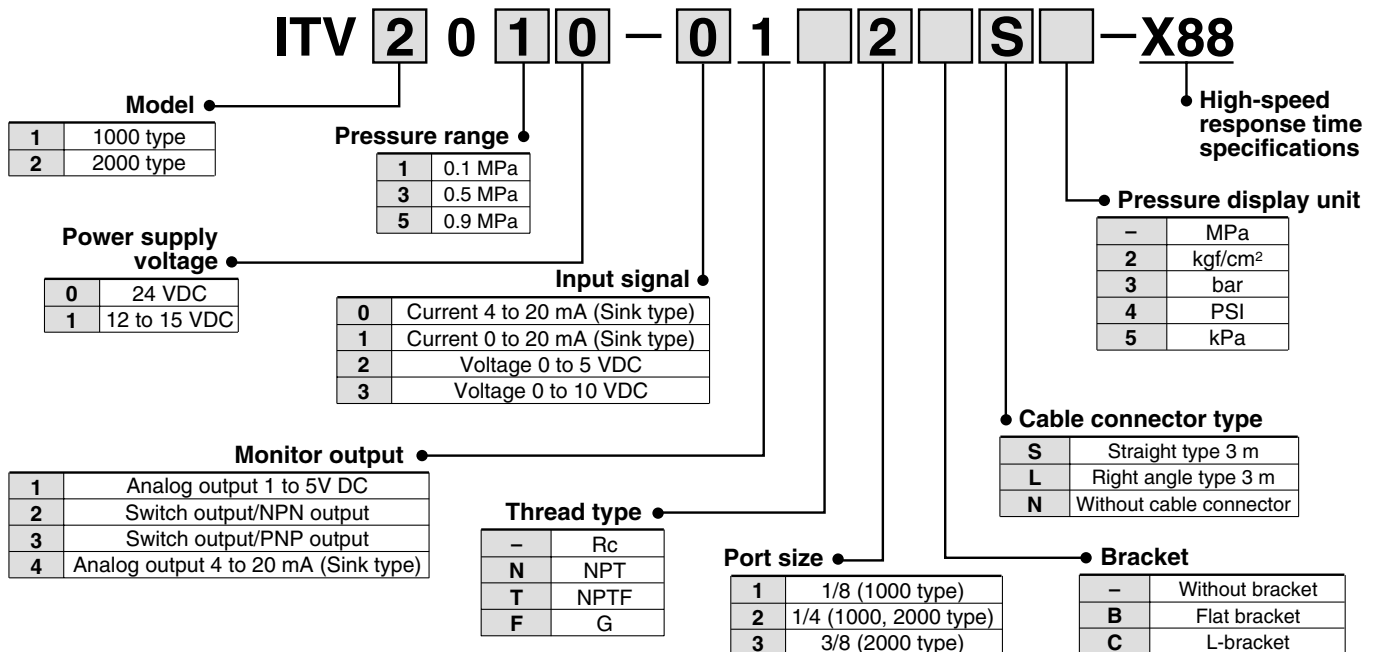 ITV 2 0 1 0 – 0 1 2 S – X88
Model
1 1000 type
2 2000 type
Pressure range
1 0.1 MPa
3 0.5 MPa
5 0.9 MPa
High-speed
response time
specifications
Power supply
voltage
0 24 VDC
1 12 to 15 VDC
Input signal
0 Current 4 to 20 mA (Sink type)
1 Current 0 to 20 mA (Sink type)
2 Voltage 0 to 5 VDC
3 Voltage 0 to 10 VDC
Pressure display unit
– MPa
2 kgf/cm²
3 bar
4 PSI
5 kPa
Monitor output
1 Analog output 1 to 5V DC
2 Switch output/NPN output
3 Switch output/PNP output
4 Analog output 4 to 20 mA (Sink type)
Cable connector type
S Straight type 3 m
L Right angle type 3 m
N Without cable connector
Thread type
– Rc
N NPT
T NPTF
F G
Port size
1 1/8 (1000 type)
2 1/4 (1000, 2000 type)
3 3/8 (2000 type)
Bracket
– Without bracket
B Flat bracket
C L-bracket